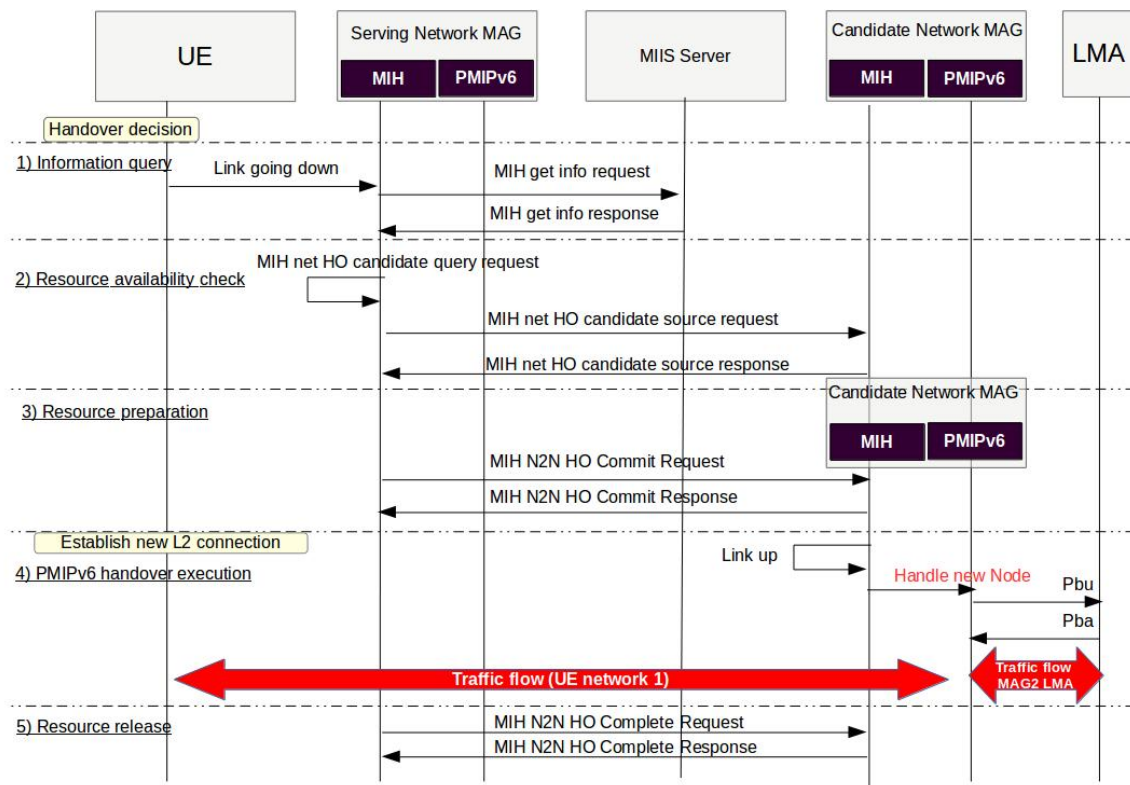 UE
Serving Network MAG
MIH
PMIPv6
MIIS Server
Candidate Network MAG
MIH
PMIPv6
LMA
Handover decision
1) Information query
Link going down
MIH get info request
MIH get info response
2) Resource availability check
MIH net HO candidate query request
MIH net HO candidate source request
MIH net HO candidate source response
3) Resource preparation
Candidate Network MAG
MIH
PMIPv6
MIH N2N HO Commit Request
MIH N2N HO Commit Response
Establish new L2 connection
4) PMIPv6 handover execution
Link up
Handle new Node
Pbu
Pba
Traffic flow (UE network 1)
Traffic flow
MAG2 LMA
5) Resource release
MIH N2N HO Complete Request
MIH N2N HO Complete Response